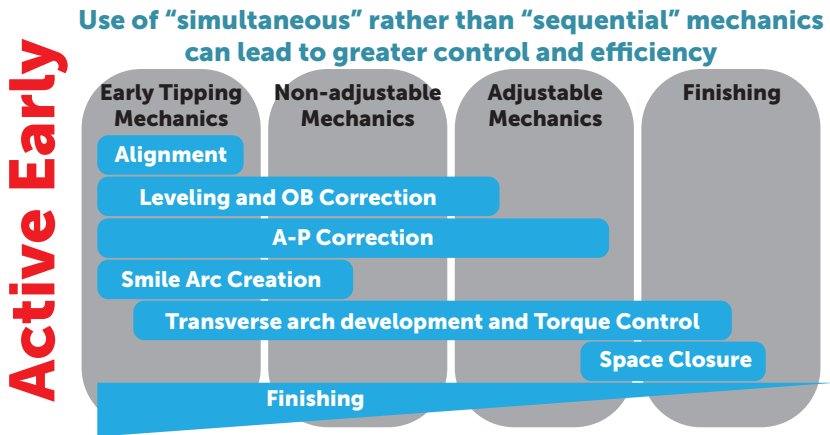 Use of “simultaneous” rather than “sequential” mechanics
can lead to greater control and efficiency
Active Early
Early Tipping
Mechanics
Non-adjustable
Mechanics
Adjustable
Mechanics
Finishing
Alignment
Leveling and OB Correction
A-P Correction
Smile Arc Creation
Transverse arch development and Torque Control
Space Closure
Finishing